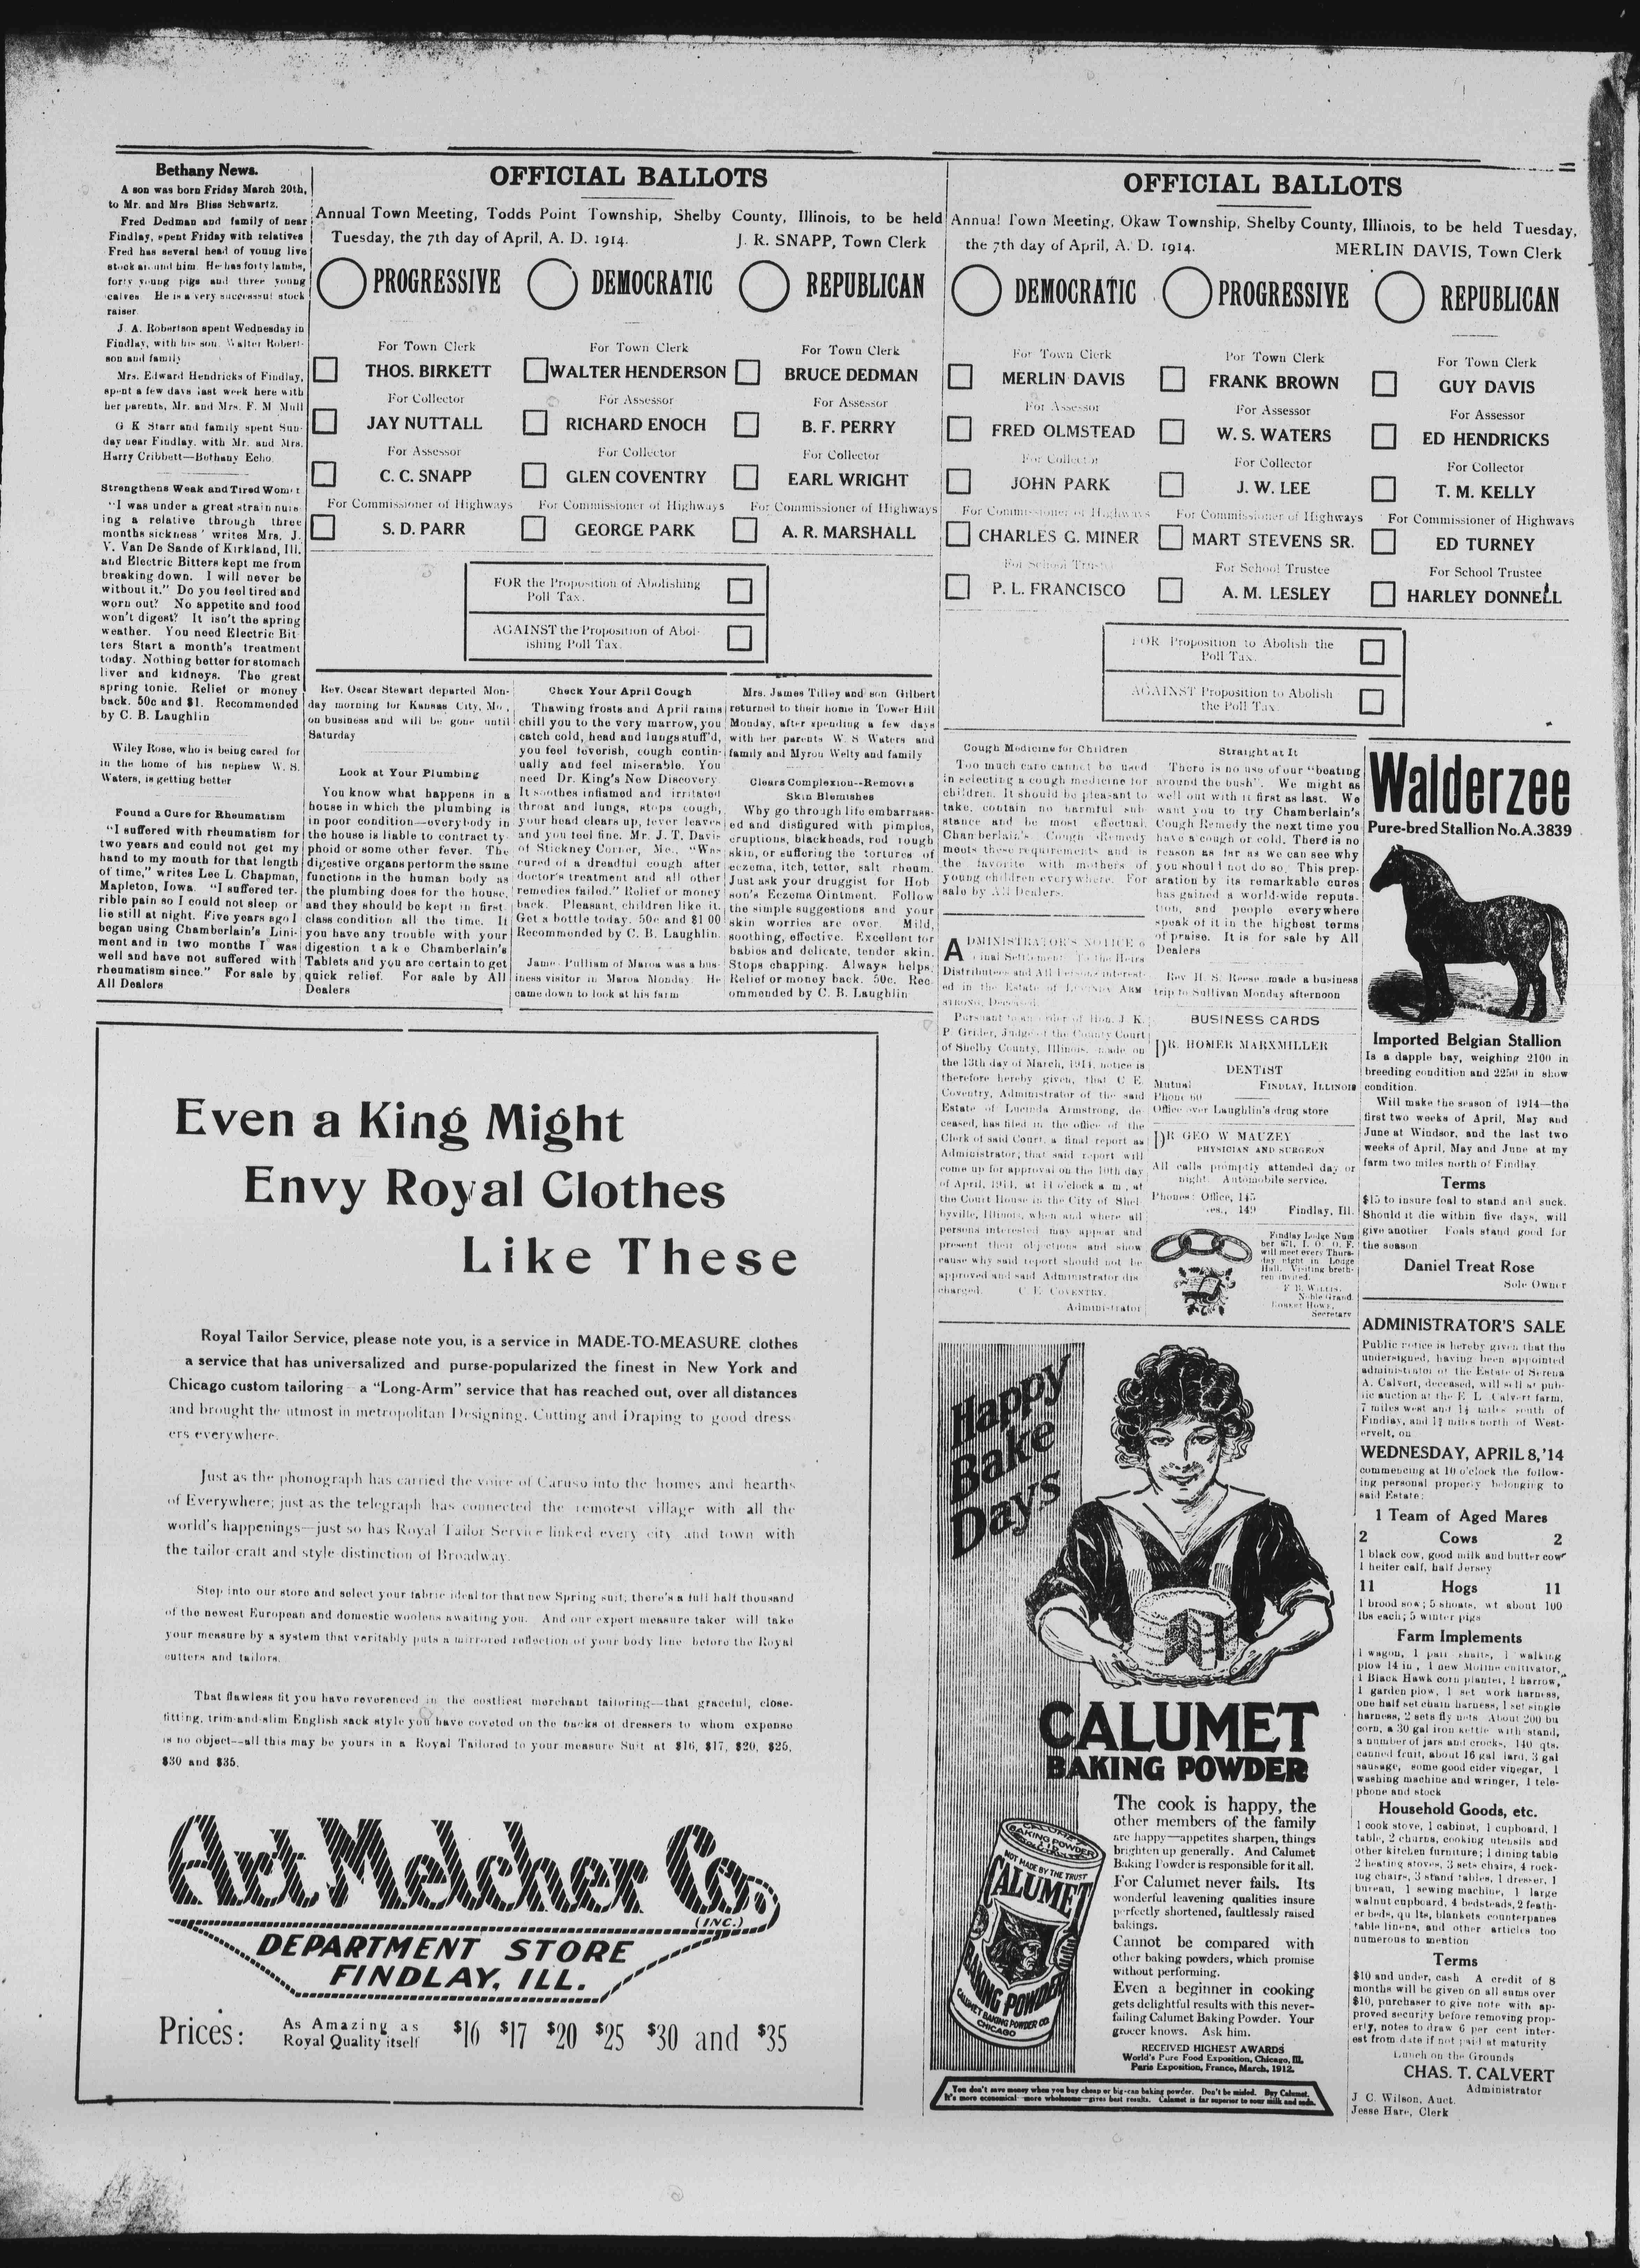 Bethany News.
A son was born Friday March 20th,
to Mr. and Mrs Bliss Schwartz.
Fred Dedman and family of near
Findlay, spent Friday with relatives
Fred has several head of young live
stock around him. He has forty lambs,
forty young pigs and three young
calves. He is a very successful stock
raiser
J. A. Robertson spent Wednesday in
Findlay, with his son, Walter Robert-
son and family
Mrs. Edward Hendricks of Findlay,
spent a few days last week here with
her parents, Mr. and Mrs. F. M. Mull
G K Starr and family spent Sun-
day near Findlay, with Mr. and Mrs.
Harry Cribbett—Bethany Echo.
Strengthens Weak and Tired Women
"I was under a great strain nurs
ing a relative through three
months sickness' writes Mrs. J.
V. Van De Sande of Kirkland, Ill.
and Electric Bitters kept me from
breaking down. I will never be
without it." Do you feel tired and
worn out? No appetite and food
won't digest? It isn't the spring
weather. You need Electric Bit
ters Start a month's treatment
today. Nothing better for stomach
liver and kidneys. The great
spring tonic. Relief or money
back. 50c and $1. Recommended
by C. B. Laughlin
Wiley Rose, who is being cared for
in the home of his nephew W. S.
Waters, is getting better
Found a Cure for Rheumatism
"I suffered with rheumatism for
two years and could not get my
hand to my mouth for that length
of time," writes Lee L. Chapman,
Mapleton, Iowa. "I suffered ter-
rible pain so I could not sleep or
lie still at night. Five years ago I
began using Chamberlain's Lini-
ment and in two months I was
well and have not suffered with
rheumatism since." For sale by
All Dealers
OFFICIAL BALLOTS
Annual Town Meeting, Todds Point Township, Shelby County, Illinois, to be held
Tuesday, the 7th day of April, A. D. 1914. J. R. SNAPP, Town Clerk
PROGRESSIVE DEMOCRATIC REPUBLICAN
For Town Clerk For Town Clerk For Town Clerk
THOS. BIRKETT WALTER HENDERSON BRUCE DEDMAN
For Collector For Assessor For Assessor
JAY NUTTALL RICHARD ENOCH B. F. PERRY
For Assessor For Collector For Collector
C. C. SNAPP GLEN COVENTRY EARL WRIGHT
For Commissioner of Highways For Commissioner of Highways For Commissioner of Highways
S. D. PARR GEORGE PARK A. R. MARSHALL
FOR the Proposition of Abolishing
Poll Tax.
AGAINST the Proposition of Abol-
ishing Poll Tax.
OFFICIAL BALLOTS
Annual Town Meeting, Okaw Township, Shelby County, Illinois, to be held Tuesday,
the 7th day of April, A. D. 1914. MERLIN DAVIS, Town Clerk
DEMOCRATIC PROGRESSIVE REPUBLICAN
For Town Clerk For Town Clerk For Town Clerk
MERLIN DAVIS FRANK BROWN GUY DAVIS
For Assessor For Assessor For Assessor
FRED OLMSTEAD W. S. WATERS ED HENDRICKS
For Collector For Collector For Collector
JOHN PARK J. W. LEE T. M. KELLY
For Commissioner of Highways For Commissioner of Highways For Commissioner of Highways
CHARLES G. MINER MART STEVENS SR. ED TURNEY
For School Trustee For School Trustee For School Trustee
P. L. FRANCISCO A. M. LESLEY HARLEY DONNELL
FOR Proposition to Abolish the
Poll Tax.
AGAINST Proposition to Abolish
the Poll Tax
Rev. Oscar Stewart departed Mon-
day morning for Kansas City, Mo.,
on business and will be gone until
Saturday
Look at Your Plumbing
You know what happens in a
house in which the plumbing is
in poor condition—everybody in
the house is liable to contract ty-
phoid or some other fever. The
digestive organs perform the same
functions in the human body as
the plumbing does for the house,
and they should be kept in first
class condition all the time. If
you have any trouble with your
digestion take Chamberlain's
Tablets and you are certain to get
quick relief. For sale by All
Dealers
Check Your April Cough
Thawing frosts and April rains
chill you to the very marrow, you
catch cold, head and lungs stuff'd,
you feel feverish, cough contin-
ually and feel miserable. You
need Dr. King's New Discovery.
It soothes inflamed and irritated
throat and lungs, stops cough,
your head clears up, fever leaves
and you feel fine. Mr. J. T. Davis
of Stickney Corner, Me., "Was
cured of a dreadful cough after
doctor's treatment and all other
remedies failed." Relief or money
back. Pleasant, children like it.
Get a bottle today. 50c and $1 00
Recommended by C. B. Laughlin.
James Pulliam of Maroa was a bus-
iness visitor in Maroa Monday. He
came down to look at his farm
Mrs. James Tilley and son Gilbert
returned to their home in Tower Hill
Monday, after spending a few days
with her parents W. S Waters and
family and Myron Welty and family
Clears Complexion--Removes
Skin Blemishes
Why go through life embarrass-
ed and disfigured with pimples,
eruptions, blackheads, red rough
skin, or suffering the tortures of
eczema, itch, tetter, salt rheum.
Just ask your druggist for Hob
son's Eczema Ointment. Follow
the simple suggestions and your
skin worries are over. Mild,
soothing, effective. Excellent for
babies and delicate, tender skin.
Stops chapping. Always helps.
Relief or money back. 50c. Rec-
ommended by C. B. Laughlin
Cough Medicine for Children
Too much care cannot be used
in selecting a cough medicine for
children. It should be pleasant to
take, contain no harmful sub
stance and be most effectual.
Chamberlain's Cough Remedy
meets these requirements and is
the favorite with mothers of
young children everywhere. For
sale by All Dealers.
ADMINISTRATOR'S NOTICE of
Final Settlement. To the Heirs
Distributees and All Persons interest-
ed in the Estate of Lucinda Arm
strong, Deceased.
Pursuant to an order of Hon. J. K.
P. Grider, Judge of the County Court
of Shelby County, Illinois, made on
the 13th day of March, 1914, notice is
therefore hereby given, that C E
Coventry, Administrator of the said
Estate of Lucinda Armstrong, de
ceased, has filed in the office of the
Clerk of said Court, a final report as
Administrator; that said report will
come up for approval on the 10th day
of April, 1914, at 11 o'clock a m, at
the Court House in the City of Shel
byville, Illinois, when and where all
persons interested may appear and
present their objections and show
cause why said report should not be
approved and said Administrator dis
charged. C. E. COVENTRY,
Administrator
Straight at It
There is no use of our "beating
around the bush". We might as
well out with it first as last. We
want you to try Chamberlain's
Cough Remedy the next time you
have a cough or cold. There is no
reason as far as we can see why
you should not do so. This prep-
aration by its remarkable cures
has gained a world-wide reputa-
tion, and people everywhere
speak of it in the highest terms
of praise. It is for sale by All
Dealers
Rev H. S. Reese made a business
trip to Sullivan Monday afternoon
BUSINESS CARDS
DR. HOMER MARXMILLER
DENTIST
Mutual FINDLAY, ILLINOIS
Phone 60
Office over Laughlin's drug store
DR GEO W MAUZEY
PHYSICIAN AND SURGEON
All calls promptly attended day or
night. Automobile service.
Phones: Office, 145
Res., 149 Findlay, Ill.
Findlay Lodge Num
ber 871, I. O. O. F.
will meet every Thurs-
day night in Lodge
Hall. Visiting breth-
ren invited.
F B. WILLIS,
Noble Grand.
ROBERT HOWE,
Secretary
Walderzee
Pure-bred Stallion No. A. 3839
Imported Belgian Stallion
Is a dapple bay, weighing 2100 in
breeding condition and 2250 in show
condition.
Will make the season of 1914—the
first two weeks of April, May and
June at Windsor, and the last two
weeks of April, May and June at my
farm two miles north of Findlay
Terms
$15 to insure foal to stand and suck.
Should it die within five days, will
give another Foals stand good for
the season
Daniel Treat Rose
Sole Owner
ADMINISTRATOR'S SALE
Public notice is hereby given that the
undersigned, having been appointed
administrator of the Estate of Serena
A. Calvert, deceased, will sell at pub-
lic auction at the E. L. Calvert farm,
7 miles west and 1½ miles south of
Findlay, and miles north of West-
ervelt, on
WEDNESDAY, APRIL 8, '14
commencing at 10 o'clock the follow-
ing personal property belonging to
said Estate:
1 Team of Aged Mares
2 Cows 2
1 black cow, good milk and butter cow
1 heifer calf, half Jersey
11 Hogs 11
1 brood sow; 5 shoats, wt about 100
lbs each; 5 winter pigs
Farm Implements
1 wagon, 1 pair shafts, 1 walking
plow 14 in, 1 new Moline cultivator,
1 Black Hawk corn planter, 1 harrow,
1 garden plow, 1 set work harness,
one half set chain harness, 1 set single
harness, 2 sets fly nets About 200 bu
corn, a 30 gal iron kettle with stand,
a number of jars and crocks, 140 qts.
canned fruit, about 16 gal lard, 3 gal
sausage, some good cider vinegar, 1
washing machine and wringer, 1 tele-
phone and stock
Household Goods, etc.
1 cook stove, 1 cabinet, 1 cupboard, 1
table, 2 churns, cooking utensils and
other kitchen furniture; 1 dining table
2 heating stoves, 3 sets chairs, 4 rock-
ing chairs, 3 stand tables, 1 dresser, 1
bureau, 1 sewing machine, 1 large
walnut cupboard, 4 bedsteads, 2 feath-
er beds, quilts, blankets counterpanes
table linens, and other articles too
numerous to mention
Terms
$10 and under, cash A credit of 8
months will be given on all sums over
$10, purchaser to give note with ap-
proved security before removing prop-
erty, notes to draw 6 per cent inter-
est from date if not paid at maturity
Lunch on the Grounds
CHAS. T. CALVERT
Administrator
J C. Wilson, Auct.
Jesse Hare, Clerk
Even a King Might
Envy Royal Clothes
Like These
Royal Tailor Service, please note you, is a service in MADE-TO-MEASURE clothes
a service that has universalized and purse-popularized the finest in New York and
Chicago custom tailoring—a "Long-Arm" service that has reached out, over all distances
and brought the utmost in metropolitan Designing, Cutting and Draping to good dress
ers everywhere.
Just as the phonograph has carried the voice of Caruso into the homes and hearths
of Everywhere; just as the telegraph has connected the remotest village with all the
world's happenings—just so has Royal Tailor Service linked every city and town with
the tailor-craft and style distinction of Broadway.
Step into our store and select your fabric ideal for that new Spring suit, there's a full half thousand
of the newest European and domestic woolens awaiting you. And our expert measure taker will take
your measure by a system that veritably puts a mirrored reflection of your body line before the Royal
cutters and tailors.
That flawless fit you have reverenced in the costliest merchant tailoring—that graceful, close-
fitting, trim-and-slim English sack style you have coveted on the backs of dressers to whom expense
is no object--all this may be yours in a Royal Tailored to your measure Suit at $16, $17, $20, $25,
$30 and $35.
Art Melcher Co.
(INC.)
DEPARTMENT STORE
FINDLAY, ILL.
Prices: As Amazing as
Royal Quality itself $16 $17 $20 $25 $30 and $35
Happy
Bake
Days
CALUMET
BAKING POWDER
The cook is happy, the
other members of the family
are happy—appetites sharpen, things
brighten up generally. And Calumet
Baking Powder is responsible for it all.
For Calumet never fails. Its
wonderful leavening qualities insure
perfectly shortened, faultlessly raised
bakings.
Cannot be compared with
other baking powders, which promise
without performing.
Even a beginner in cooking
gets delightful results with this never-
failing Calumet Baking Powder. Your
grocer knows. Ask him.
RECEIVED HIGHEST AWARDS
World's Pure Food Exposition, Chicago, Ill.
Paris Exposition, France, March, 1912.
CALUMET
BAKING POWDER
NOT MADE BY THE TRUST
CALUMET
BAKING POWDER
CALUMET BAKING POWDER CO.
CHICAGO
You don't save money when you buy cheap or big-can baking powder. Don't be misled. Buy Calumet.
It's more economical—more wholesome—gives best results. Calumet is far superior to sour milk and soda.